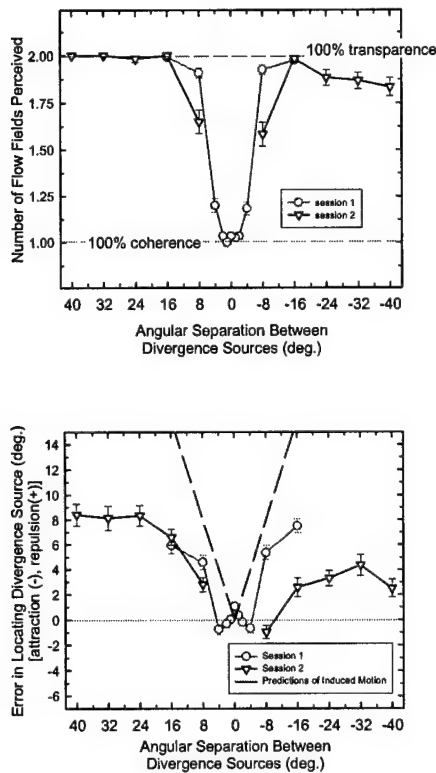 Number of Flow Fields Perceived
2.00
1.75
1.50
1.25
1.00
100% transparence
100% coherence
session 1
session 2
40 32 24 16 8 0 -8 -16 -24 -32 -40
Angular Separation Between
Divergence Sources (deg.)
Error in Locating Divergence Source (deg.)
[attraction (-), repulsion(+)]
14
12
10
8
6
4
2
0
-2
-4
-6
Session 1
Session 2
Predictions of Induced Motion
40 32 24 16 8 0 -8 -16 -24 -32 -40
Angular Separation Between
Divergence Sources (deg.)